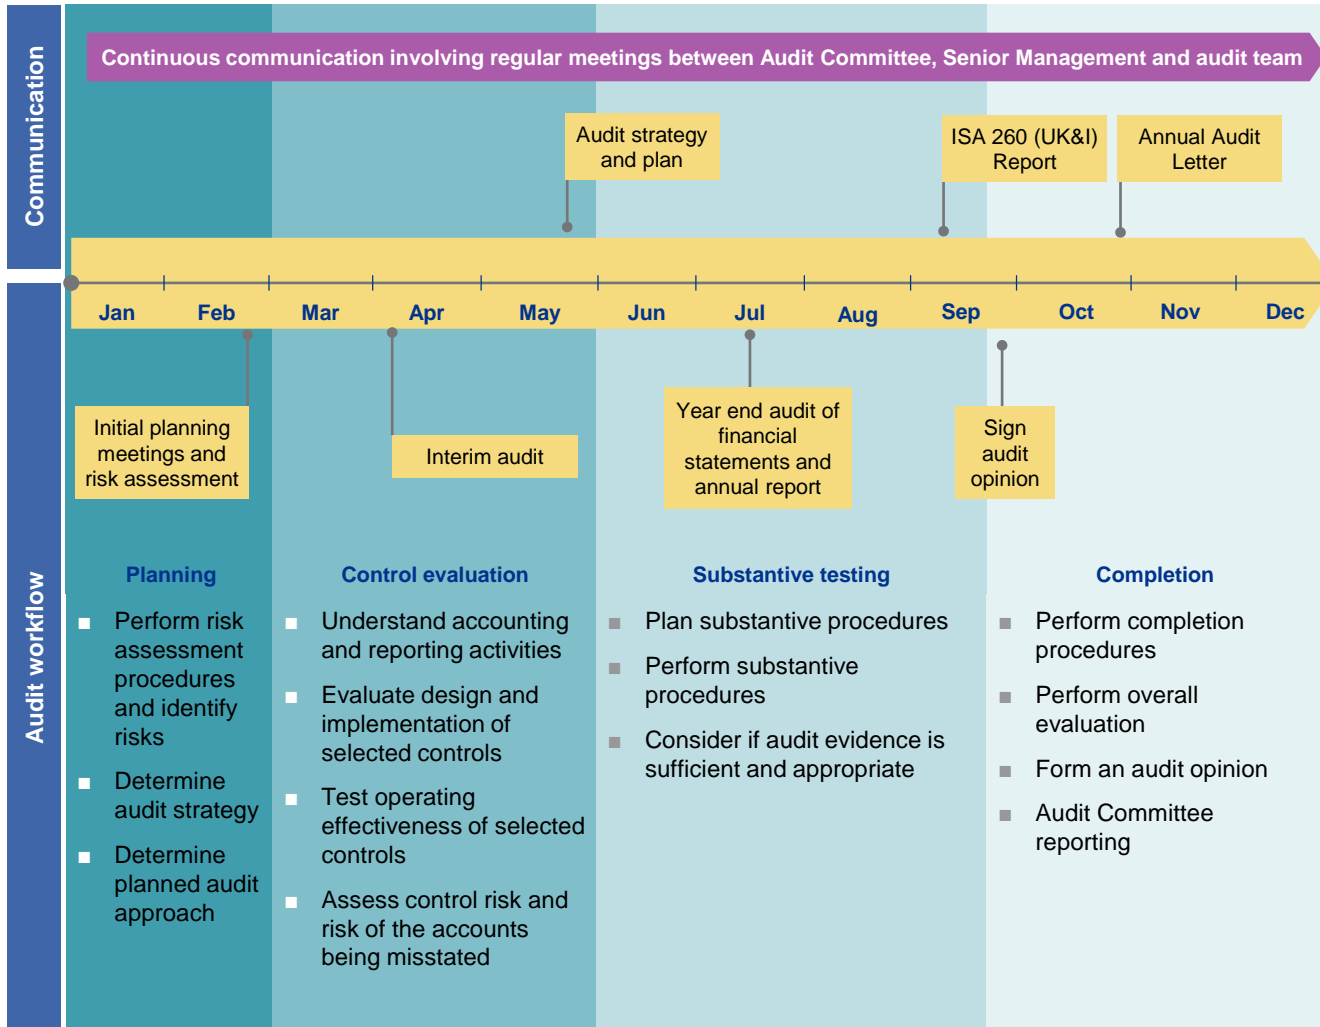 Communication
Continuous communication involving regular meetings between Audit Committee, Senior Management and audit team
Audit strategy
and plan
ISA 260 (UK&I)
Report
Annual Audit
Letter
Jan Feb Mar Apr May Jun Jul Aug Sep Oct Nov Dec
Audit workflow
Initial planning
meetings and
risk assessment
Interim audit
Year end audit of
financial
statements and
annual report
Sign
audit
opinion
Planning
Perform risk
assessment
procedures
and identify
risks
Determine
audit strategy
Determine
planned audit
approach
Control evaluation
Understand accounting
and reporting activities
Evaluate design and
implementation of
selected controls
Test operating
effectiveness of selected
controls
Assess control risk and
risk of the accounts
being misstated
Substantive testing
Plan substantive procedures
Perform substantive
procedures
Consider if audit evidence is
sufficient and appropriate
Completion
Perform completion
procedures
Perform overall
evaluation
Form an audit opinion
Audit Committee
reporting